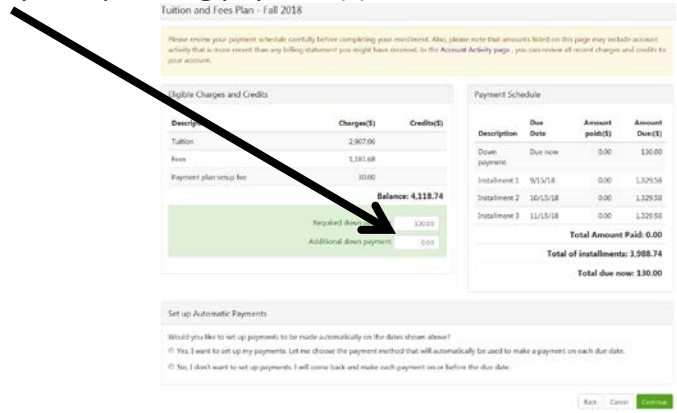 Tuition and Fees Plan - Fall 2018
Please review your payment schedule carefully before completing your enrollment. Also, please note that amounts listed on this page may include account
activity that is more recent than any billing statement you might have received. In the Account Activity page, you can review all recent charges and credits to
your account.
Eligible Charges and Credits
Charges($) Credits($)
Tuition 2,907.06
Fees 1,181.68
Payment plan setup fee 30.00
Balance: 4,118.74
Required down 130.00
Additional down payment 0.00
Payment Schedule
Description Due Date Amount paid($) Amount Due:($)
Down payment Due now 0.00 130.00
Installment 1 9/15/18 0.00 1,329.58
Installment 2 10/15/18 0.00 1,329.58
Installment 3 11/15/18 0.00 1,329.58
Total Amount Paid: 0.00
Total of installments: 3,988.74
Total due now: 130.00
Set up Automatic Payments
Would you like to set up payments to be made automatically on the dates shown above?
Yes, I want to set up my payments. Let me choose the payment method that will automatically be used to make a payment on each due date.
No, I don't want to set up payments. I will come back and make each payment on or before the due date.
Back Cancel Continue